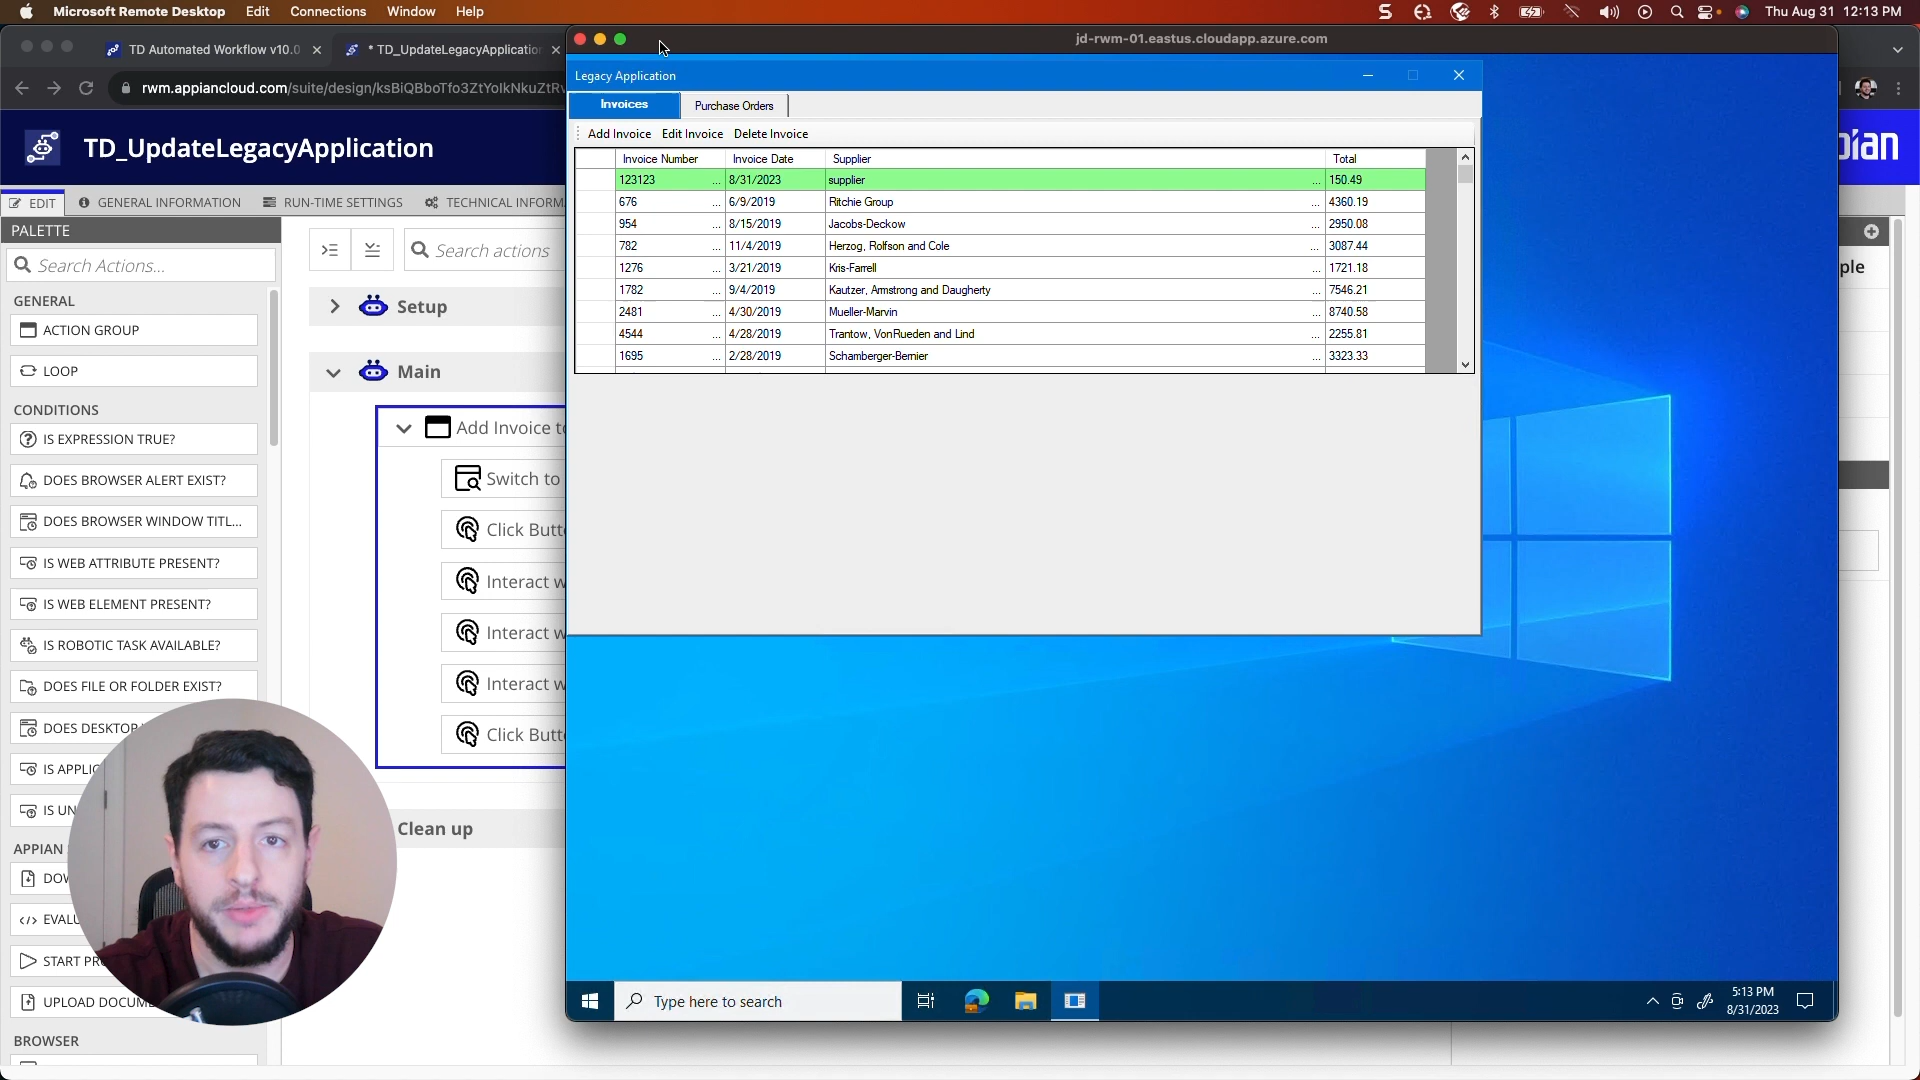 Microsoft Remote Desktop Edit Connections Window Help
Thu Aug 31 12:13 PM
TD Automated Workflow v10.0
* TD_UpdateLegacyApplication
jd-rwm-01.eastus.cloudapp.azure.com
rwm.appiancloud.com/suite/design/ksBiQBboTfo3ZtYolkNkuZtRv
Legacy Application
Invoices
Purchase Orders
Add Invoice Edit Invoice Delete Invoice
TD_UpdateLegacyApplication
pian
Invoice Number Invoice Date Supplier Total
123123 ... 8/31/2023 supplier ... 150.49
676 ... 6/9/2019 Ritchie Group ... 4360.19
954 ... 8/15/2019 Jacobs-Deckow ... 2950.08
782 ... 11/4/2019 Herzog, Rolfson and Cole ... 3087.44
1276 ... 3/21/2019 Kris-Farrell ... 1721.18
1782 ... 9/4/2019 Kautzer, Armstrong and Daugherty ... 7546.21
2481 ... 4/30/2019 Mueller-Marvin ... 8740.58
4544 ... 4/28/2019 Trantow, VonRueden and Lind ... 2255.81
1695 ... 2/28/2019 Schamberger-Bernier ... 3323.33
EDIT
GENERAL INFORMATION
RUN-TIME SETTINGS
TECHNICAL INFORM
PALETTE
Search Actions...
GENERAL
ACTION GROUP
LOOP
CONDITIONS
IS EXPRESSION TRUE?
DOES BROWSER ALERT EXIST?
DOES BROWSER WINDOW TITL...
IS WEB ATTRIBUTE PRESENT?
IS WEB ELEMENT PRESENT?
IS ROBOTIC TASK AVAILABLE?
DOES FILE OR FOLDER EXIST?
DOES DESKTOP
IS APPLIC
IS UN
APPIAN
DOW
EVALU
START PRO
UPLOAD DOCUME
BROWSER
Search actions
Setup
Main
Add Invoice to
Switch to
Click Butt
Interact w
Interact w
Interact w
Click Butt
Clean up
ple
Type here to search
5:13 PM
8/31/2023